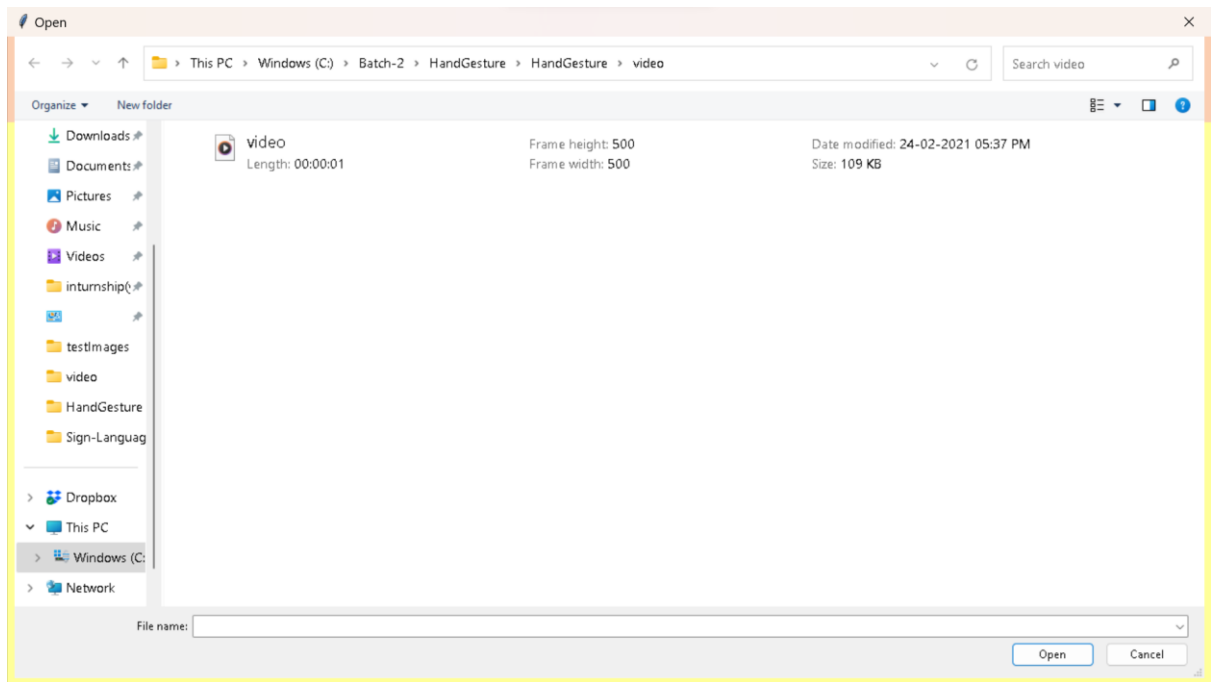 Open
This PC > Windows (C:) > Batch-2 > HandGesture > HandGesture > video
Search video
Organize
New folder
Downloads
Documents
Pictures
Music
Videos
inturnship(
testImages
video
HandGesture
Sign-Languag
Dropbox
This PC
Windows (C:
Network
video
Length: 00:00:01
Frame height: 500
Frame width: 500
Date modified: 24-02-2021 05:37 PM
Size: 109 KB
File name:
Open
Cancel